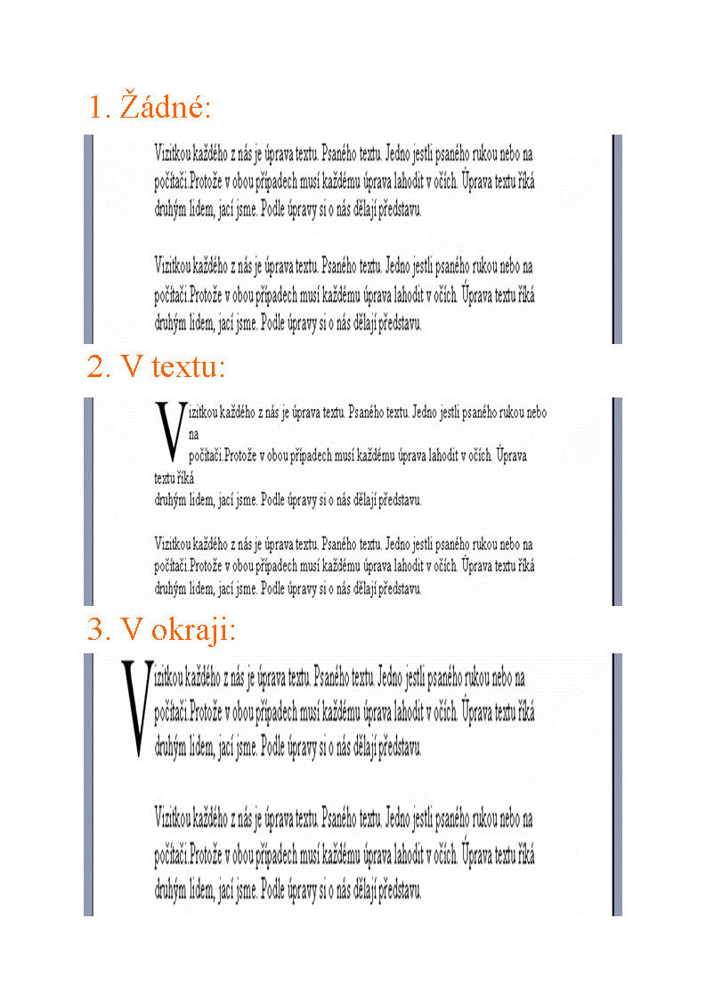 1. Žádné:
Vizitkou každého z nás je úprava textu. Psaného textu. Jedno jestli psaného rukou nebo na
počítači.Protože v obou případech musí každému úprava lahodit v očích. Úprava textu říká
druhým lidem, jací jsme. Podle úpravy si o nás dělají představu.
Vizitkou každého z nás je úprava textu. Psaného textu. Jedno jestli psaného rukou nebo na
počítači.Protože v obou případech musí každému úprava lahodit v očích. Úprava textu říká
druhým lidem, jací jsme. Podle úpravy si o nás dělají představu.
2. V textu:
Vizitkou každého z nás je úprava textu. Psaného textu. Jedno jestli psaného rukou nebo
na
počítači.Protože v obou případech musí každému úprava lahodit v očích. Úprava
textu říká
druhým lidem, jací jsme. Podle úpravy si o nás dělají představu.
Vizitkou každého z nás je úprava textu. Psaného textu. Jedno jestli psaného rukou nebo na
počítači.Protože v obou případech musí každému úprava lahodit v očích. Úprava textu říká
druhým lidem, jací jsme. Podle úpravy si o nás dělají představu.
3. V okraji:
Vizitkou každého z nás je úprava textu. Psaného textu. Jedno jestli psaného rukou nebo na
počítači.Protože v obou případech musí každému úprava lahodit v očích. Úprava textu říká
druhým lidem, jací jsme. Podle úpravy si o nás dělají představu.
Vizitkou každého z nás je úprava textu. Psaného textu. Jedno jestli psaného rukou nebo na
počítači.Protože v obou případech musí každému úprava lahodit v očích. Úprava textu říká
druhým lidem, jací jsme. Podle úpravy si o nás dělají představu.